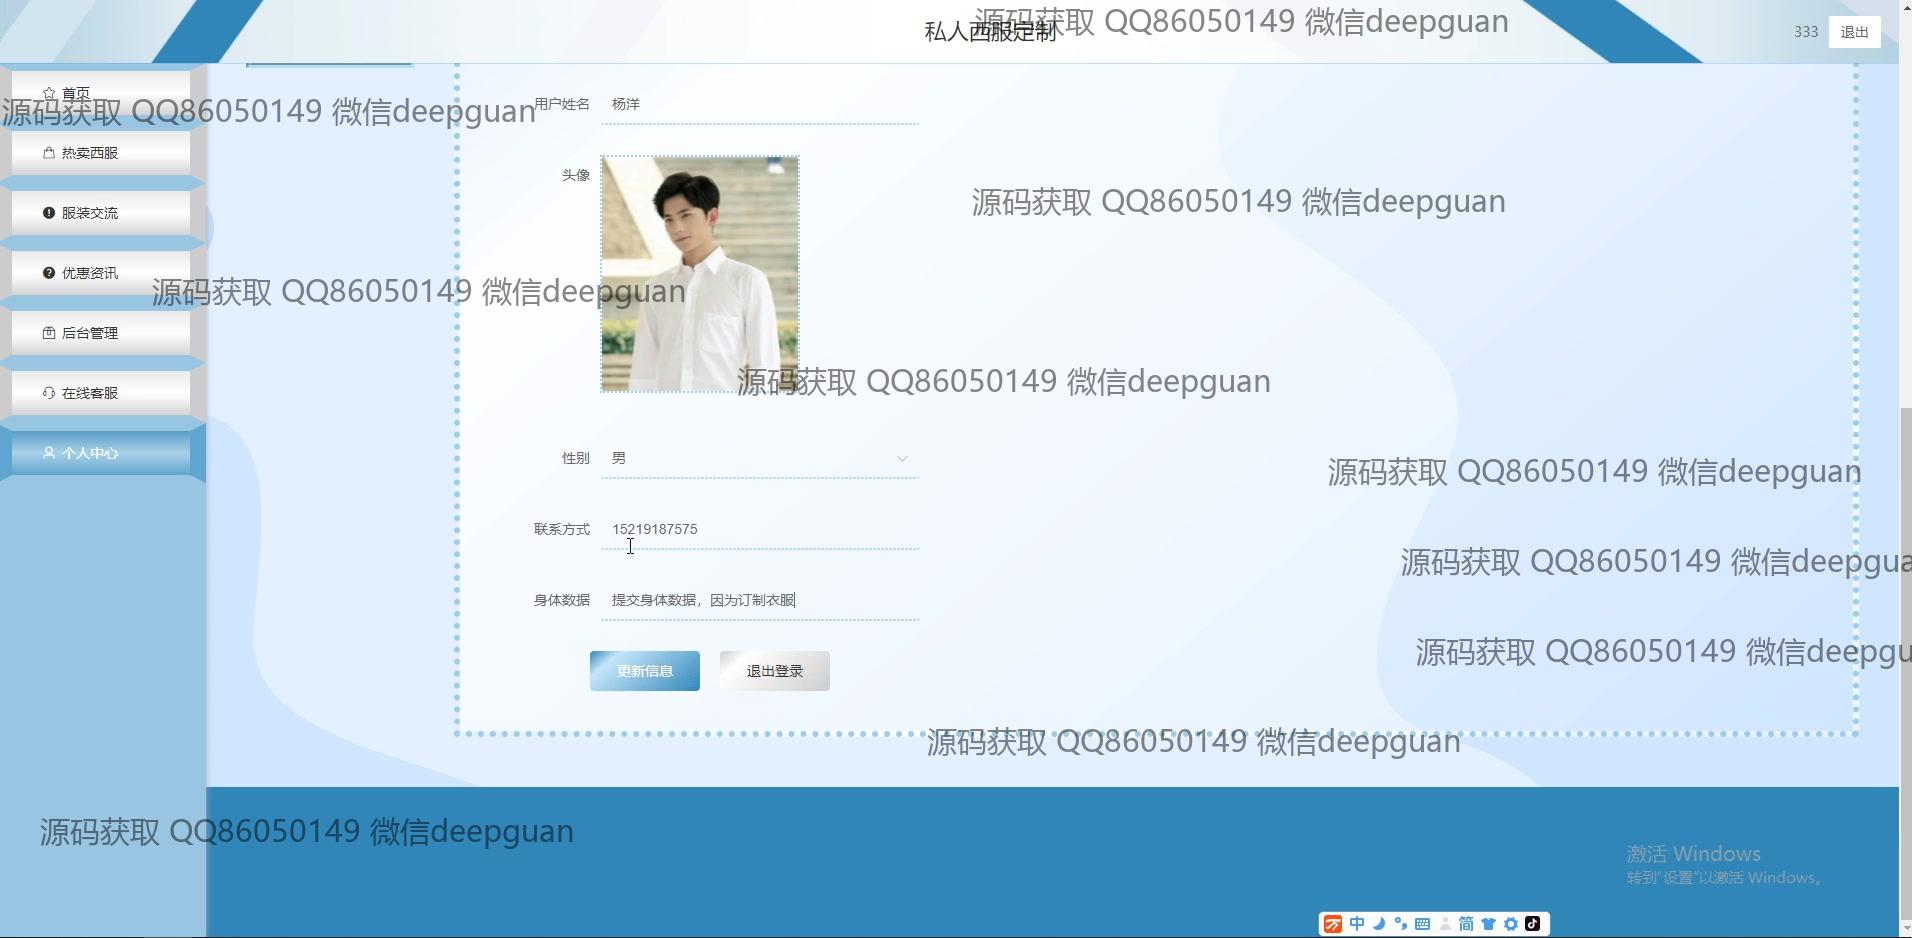 私人西服定制
源码获取 QQ86050149 微信deepguan
333
退出
首页
源码获取 QQ86050149 微信deepguan
用户姓名 杨洋
热卖西服
头像
源码获取 QQ86050149 微信deepguan
服装交流
优惠资讯
源码获取 QQ86050149 微信deepguan
后台管理
源码获取 QQ86050149 微信deepguan
在线客服
个人中心
性别 男
源码获取 QQ86050149 微信deepguan
联系方式 15219187575
源码获取 QQ86050149 微信deepgua
身体数据 提交身体数据，因为订制衣服
源码获取 QQ86050149 微信deepgu
更新信息 退出登录
源码获取 QQ86050149 微信deepguan
源码获取 QQ86050149 微信deepguan
激活 Windows
转到"设置"以激活 Windows。
中 简